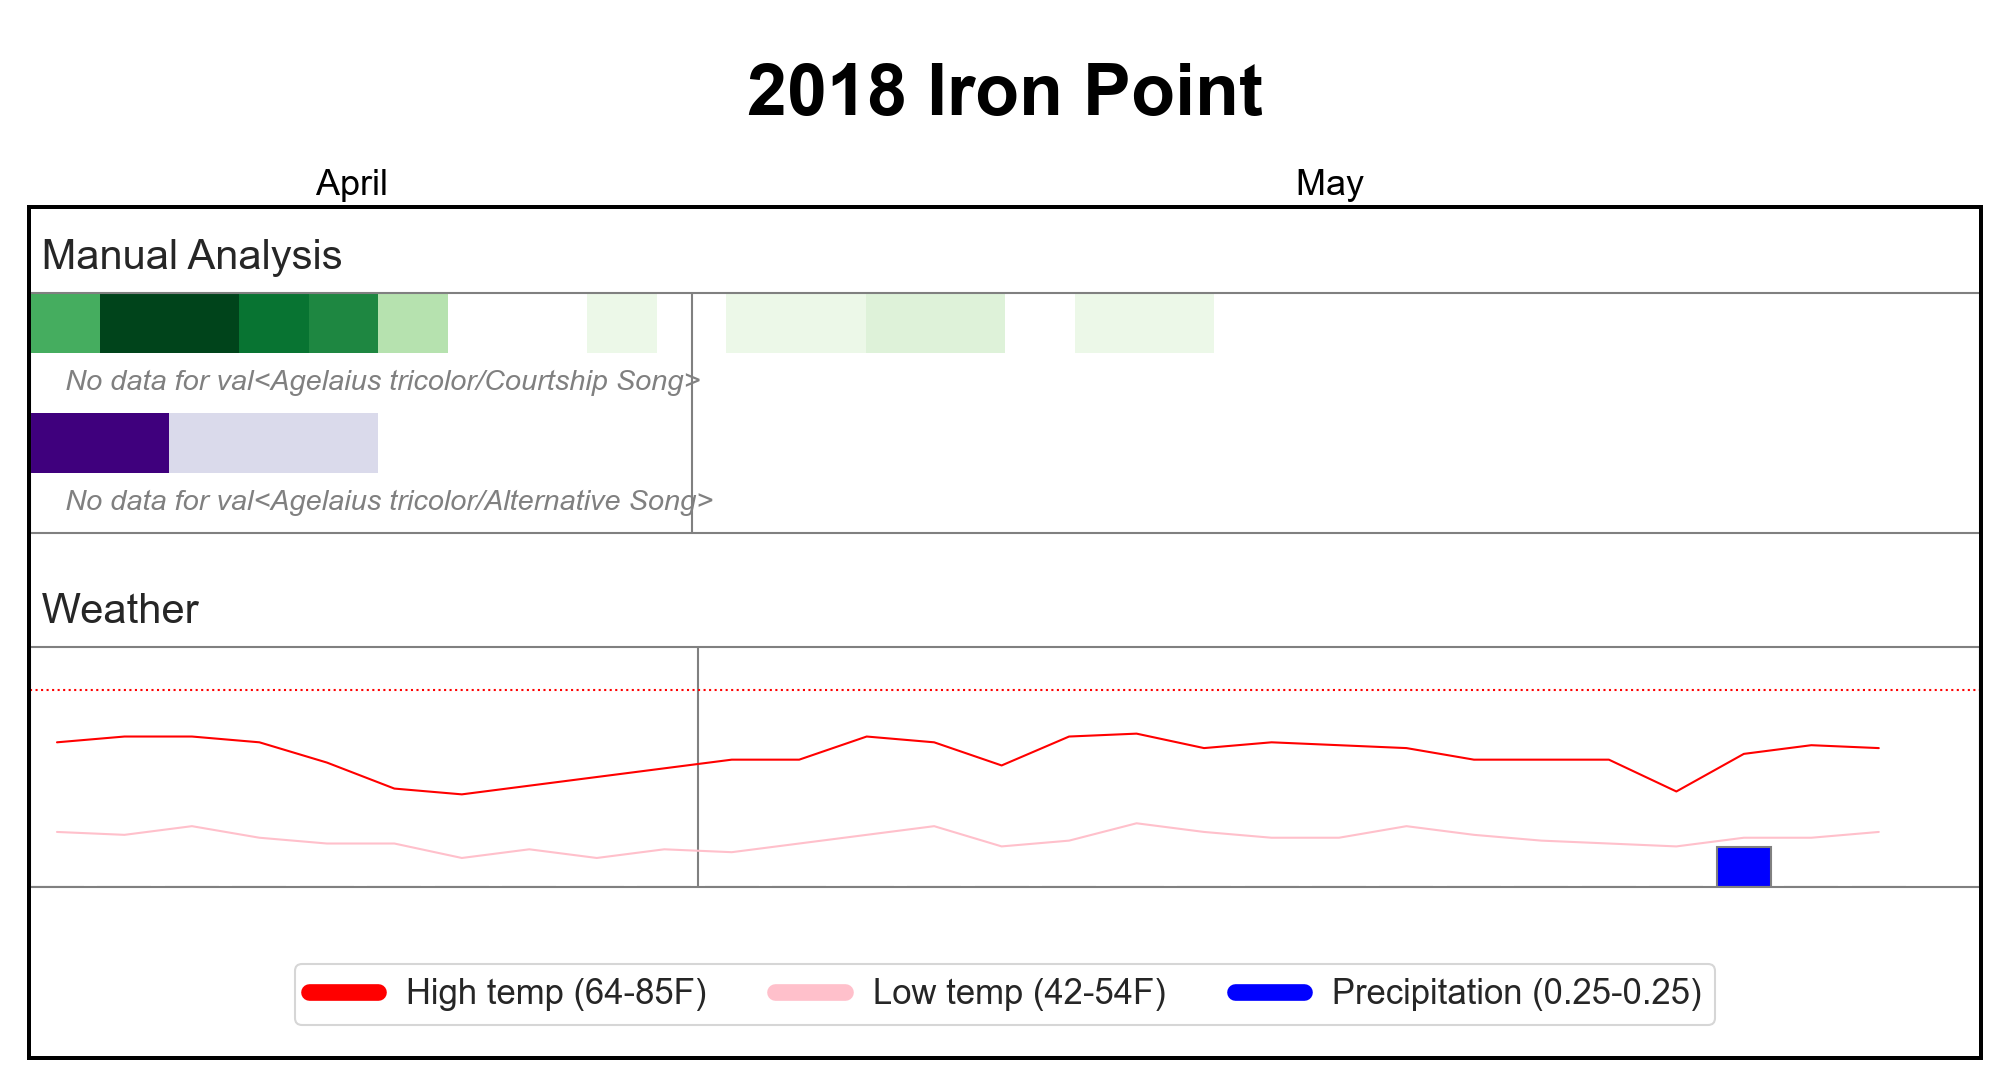 2018 Iron Point
April May
Manual Analysis
No data for val<Agelaius tricolor/Courtship Song>
No data for val<Agelaius tricolor/Alternative Song>
Weather
High temp (64-85F) Low temp (42-54F) Precipitation (0.25-0.25)